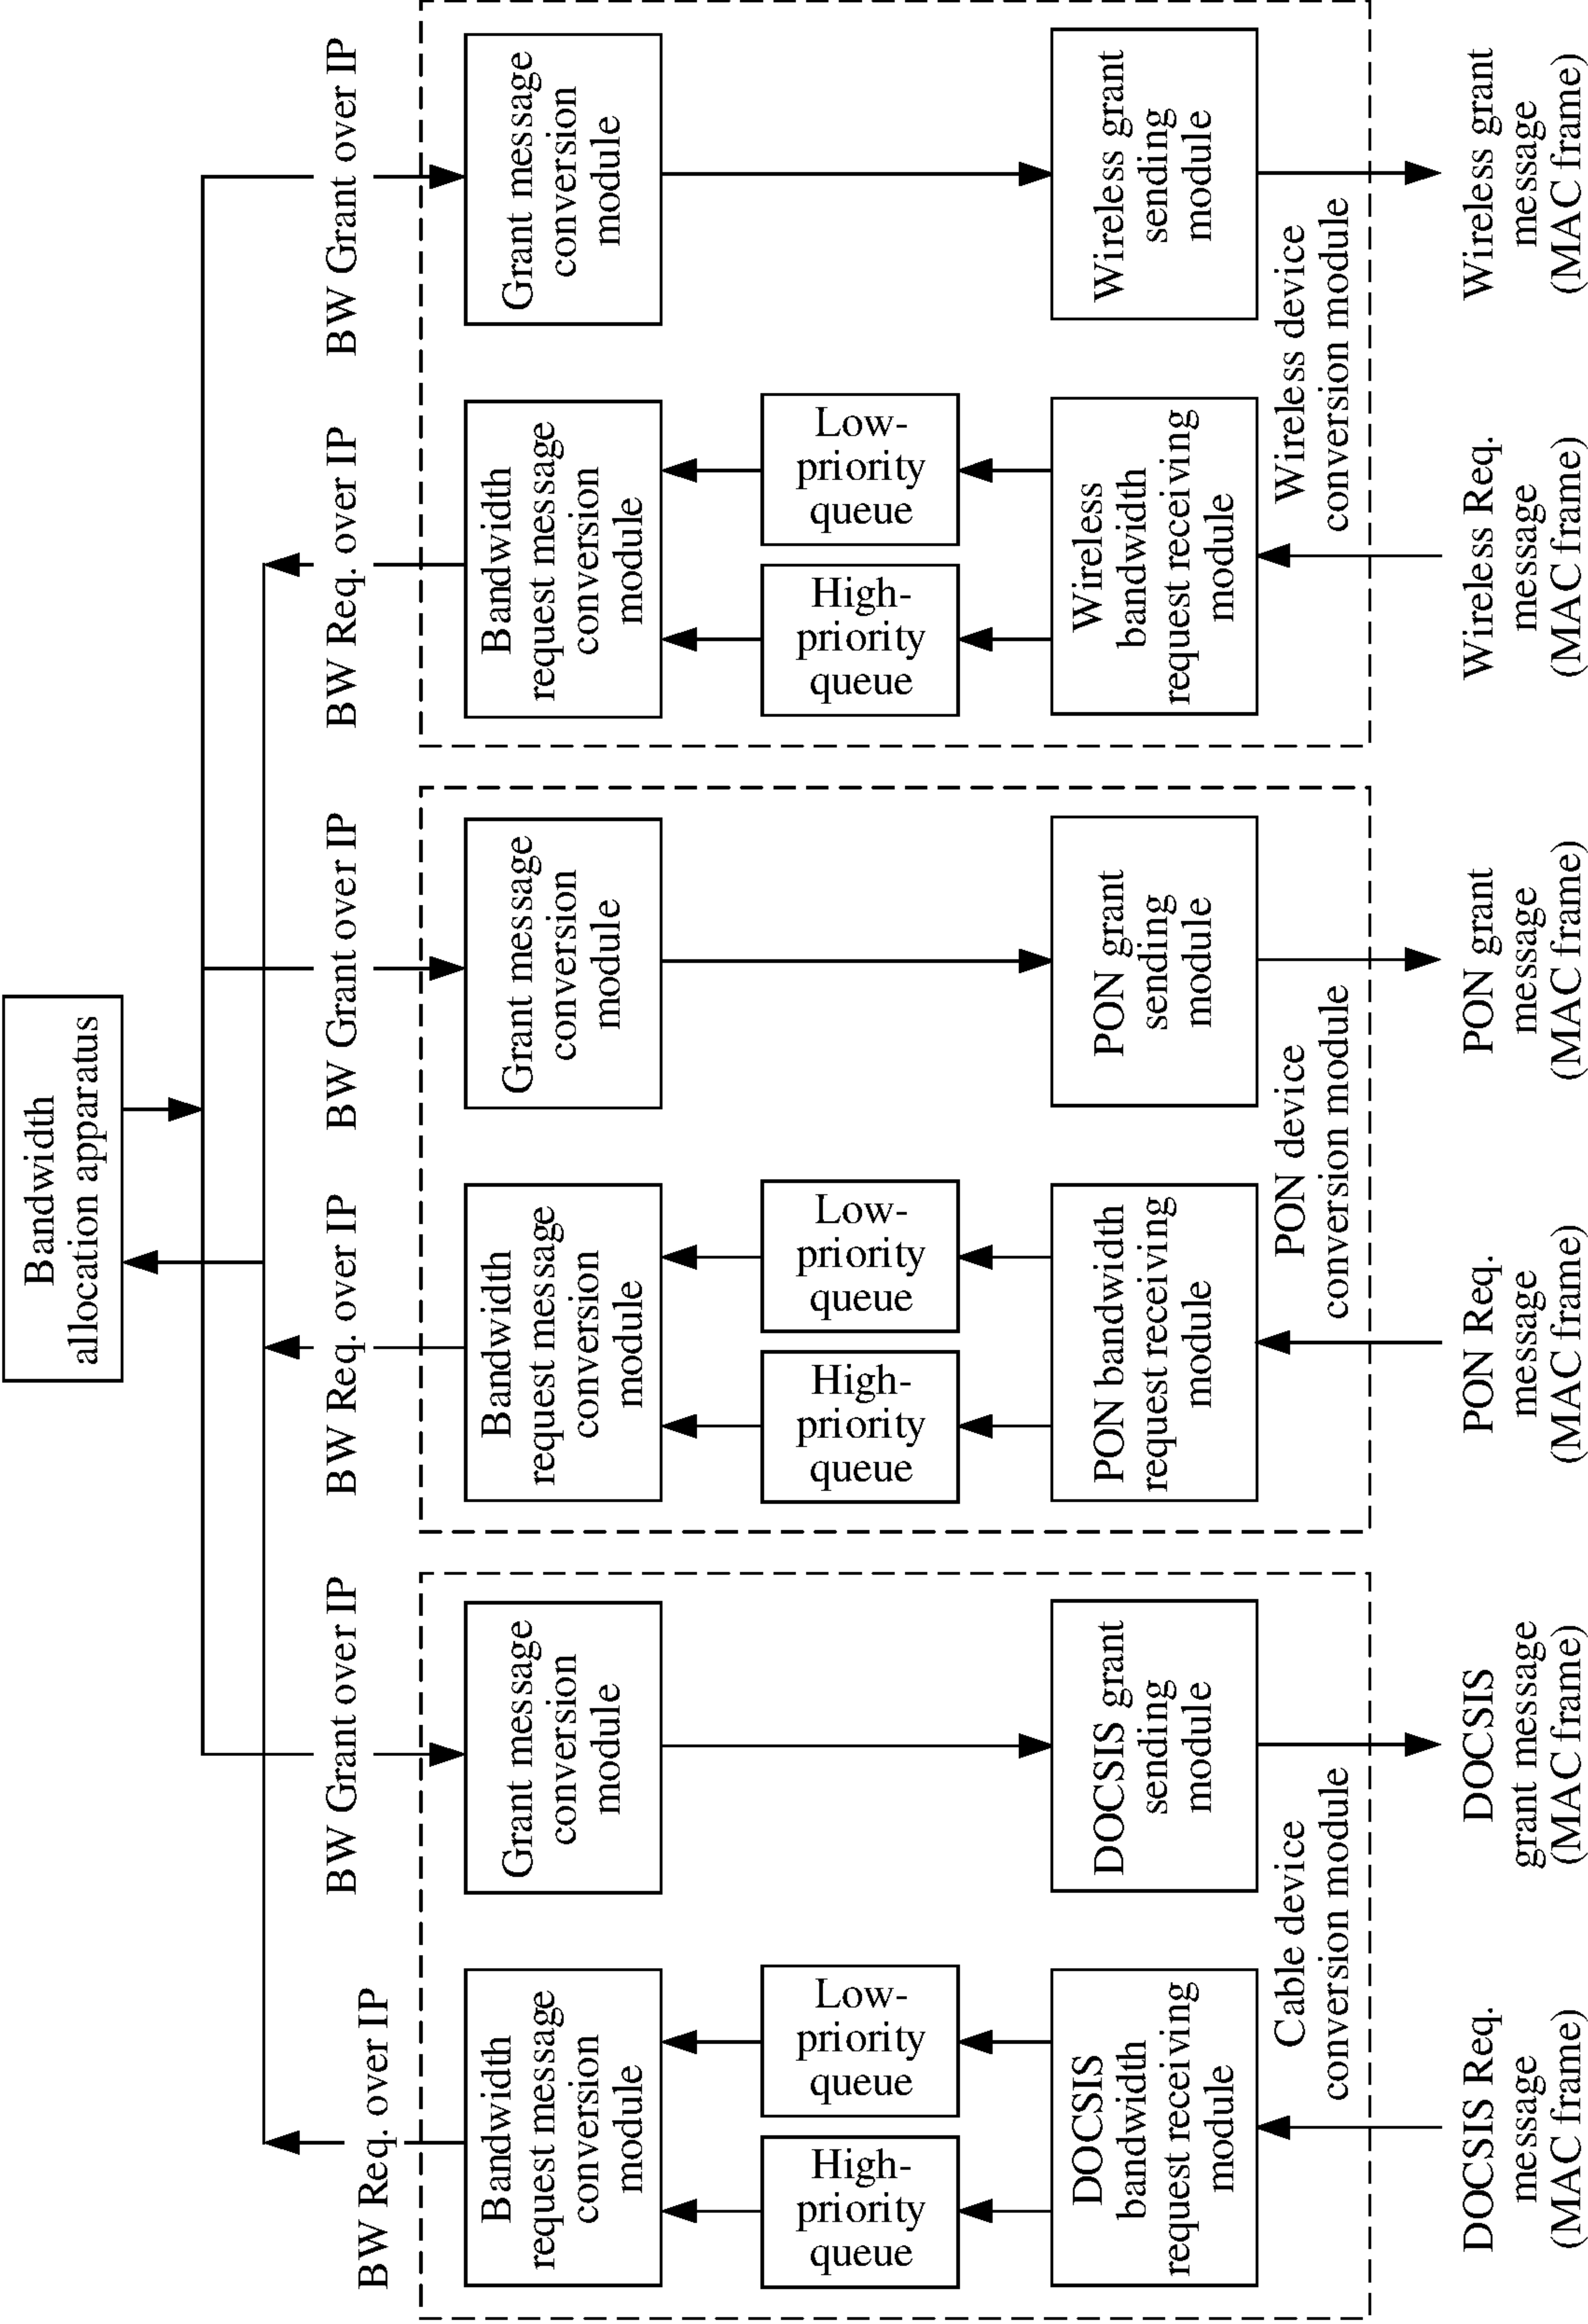 Bandwidth
allocation apparatus
BW Req. over IP
BW Grant over IP
BW Req. over IP
BW Grant over IP
BW Req. over IP
BW Grant over IP
Bandwidth
request message
conversion
module
Grant message
conversion
module
High-
priority
queue
Low-
priority
queue
DOCSIS
bandwidth
request receiving
module
DOCSIS grant
sending
module
Cable device
conversion module
DOCSIS Req.
message
(MAC frame)
DOCSIS
grant message
(MAC frame)
Bandwidth
request message
conversion
module
Grant message
conversion
module
High-
priority
queue
Low-
priority
queue
PON bandwidth
request receiving
module
PON grant
sending
module
PON device
conversion module
PON Req.
message
(MAC frame)
PON grant
message
(MAC frame)
Bandwidth
request message
conversion
module
Grant message
conversion
module
High-
priority
queue
Low-
priority
queue
Wireless
bandwidth
request receiving
module
Wireless grant
sending
module
Wireless device
conversion module
Wireless Req.
message
(MAC frame)
Wireless grant
message
(MAC frame)